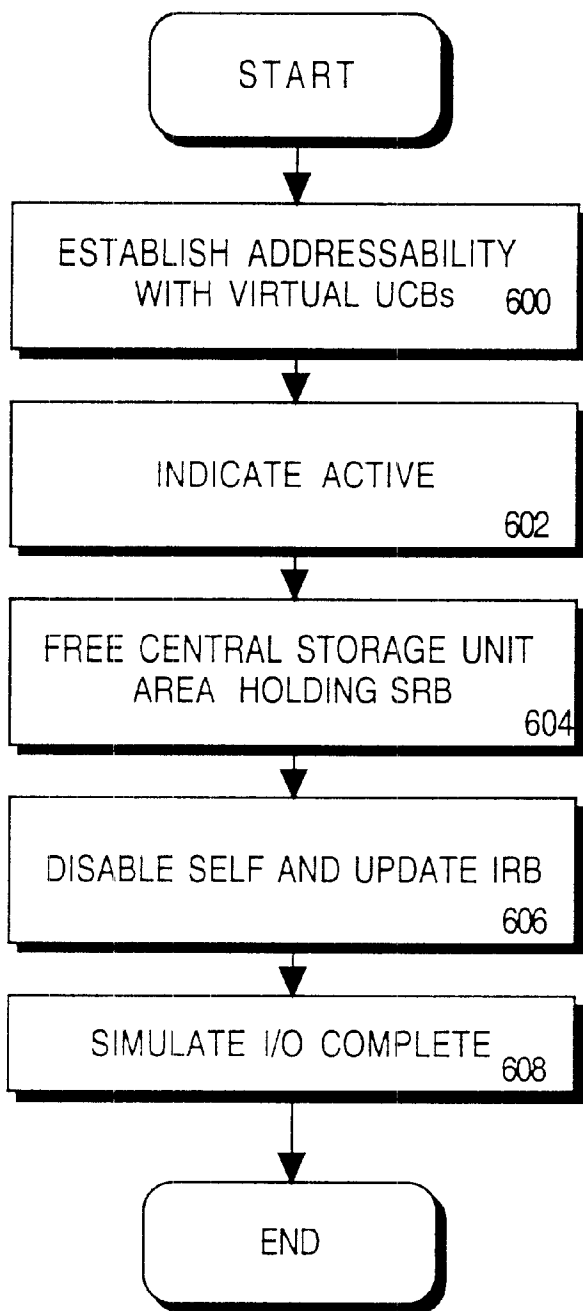 START
ESTABLISH ADDRESSABILITY
WITH VIRTUAL UCBs 600
INDICATE ACTIVE
602
FREE CENTRAL STORAGE UNIT
AREA HOLDING SRB
604
DISABLE SELF AND UPDATE IRB
606
SIMULATE I/O COMPLETE
608
END